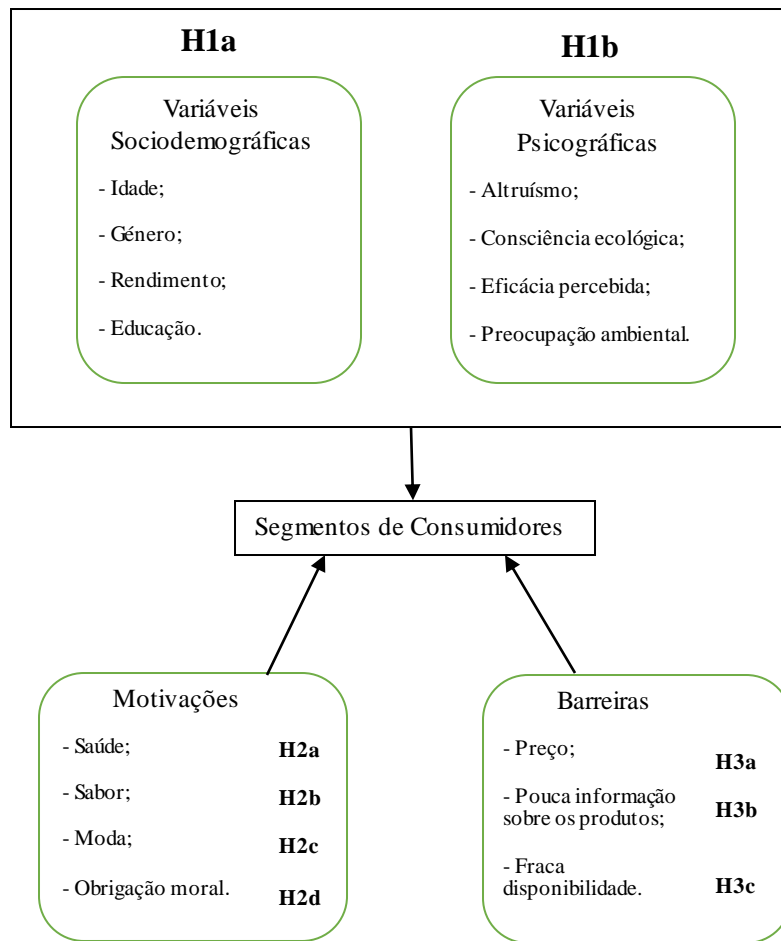 H1a
Variáveis
Sociodemográficas
- Idade;
- Género;
- Rendimento;
- Educação.
H1b
Variáveis
Psicográficas
- Altruísmo;
- Consciência ecológica;
- Eficácia percebida;
- Preocupação ambiental.
Segmentos de Consumidores
Motivações
- Saúde; H2a
- Sabor; H2b
- Moda; H2c
- Obrigação moral. H2d
Barreiras
- Preço; H3a
- Pouca informação
sobre os produtos; H3b
- Fraca
disponibilidade. H3c